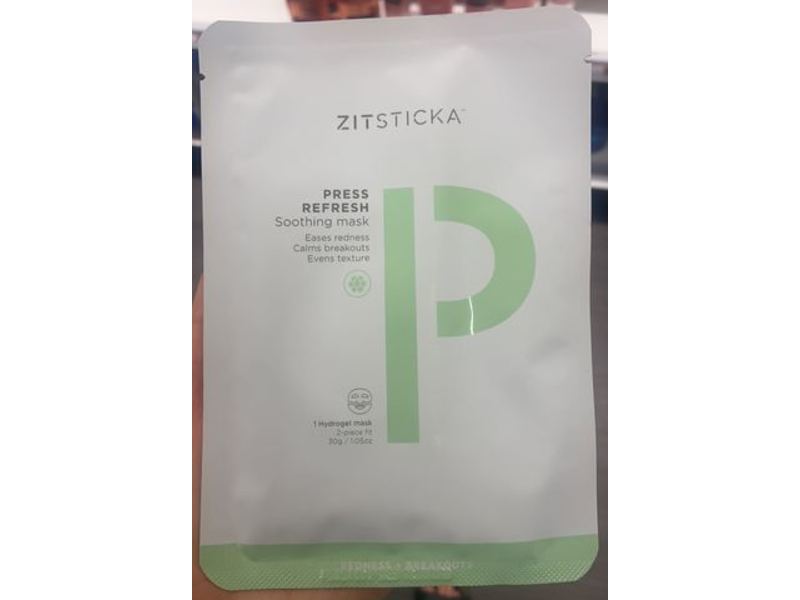 ZITSTICKA™
PRESS
REFRESH
Soothing mask
Eases redness
Calms breakouts
Evens texture
P
1 Hydrogel mask
2-piece fit
30g / 1.05oz
REDNESS + BREAKOUTS